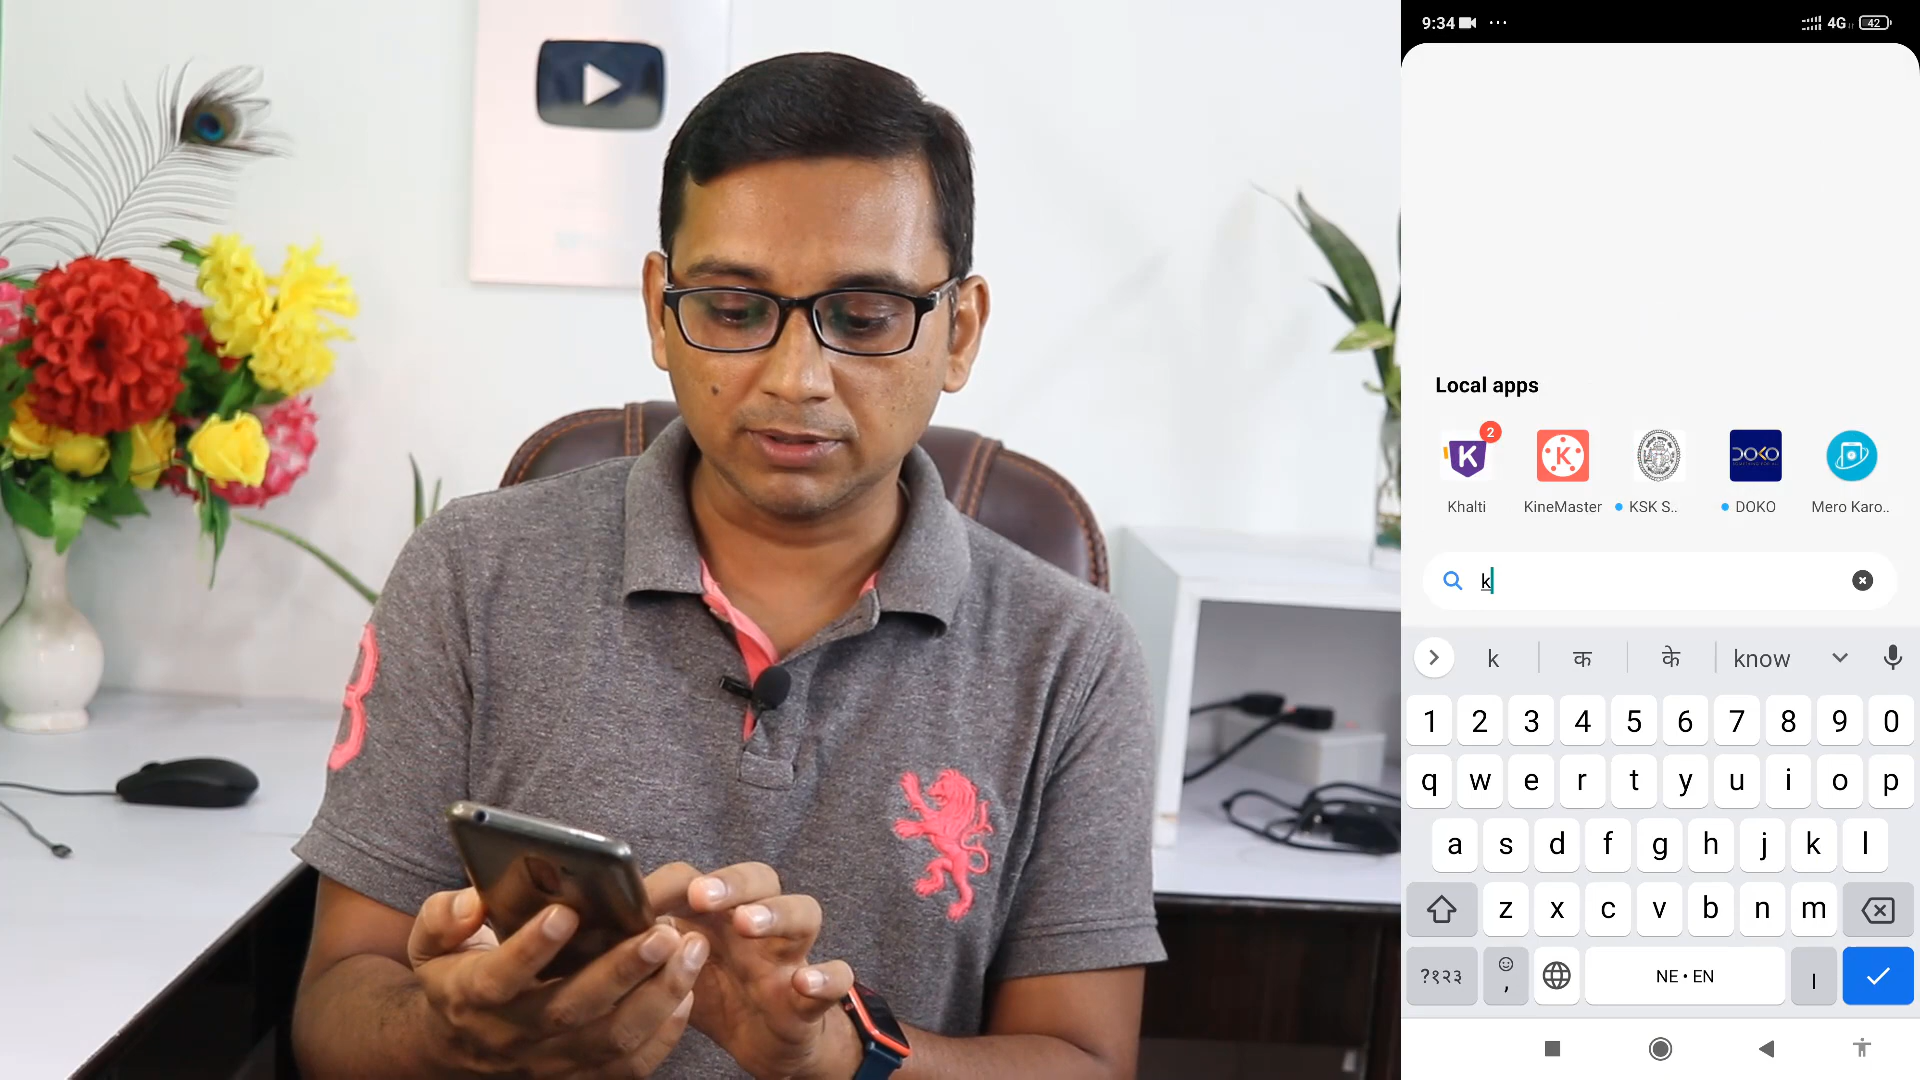 9:34 4G 42
Local apps
2
K K DOKO
Khalti KineMaster KSK S.. DOKO Mero Karo..
k
k क के know
1 2 3 4 5 6 7 8 9 0
q w e r t y u i o p
a s d f g h j k l
z x c v b n m
?१२३ , NE • EN ।